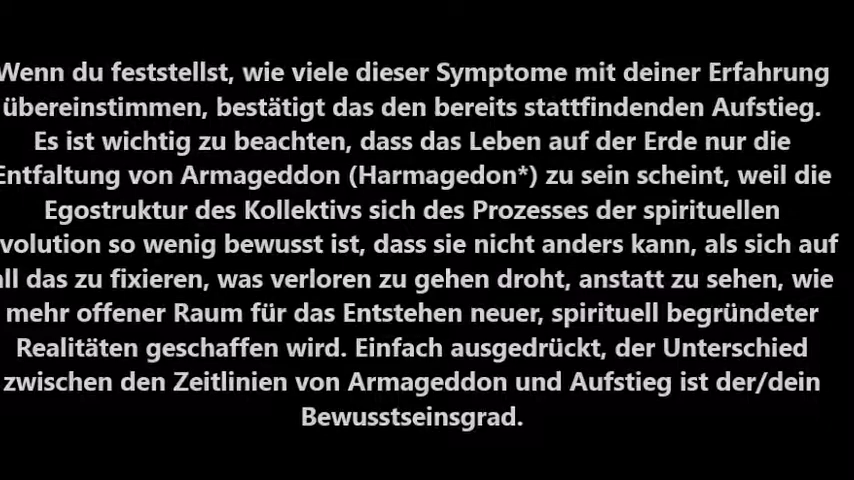 Wenn du feststellst, wie viele dieser Symptome mit deiner Erfahrung
übereinstimmen, bestätigt das den bereits stattfindenden Aufstieg.
Es ist wichtig zu beachten, dass das Leben auf der Erde nur die
Entfaltung von Armageddon (Harmagedon*) zu sein scheint, weil die
Egostruktur des Kollektivs sich des Prozesses der spirituellen
volution so wenig bewusst ist, dass sie nicht anders kann, als sich auf
all das zu fixieren, was verloren zu gehen droht, anstatt zu sehen, wie
mehr offener Raum für das Entstehen neuer, spirituell begründeter
Realitäten geschaffen wird. Einfach ausgedrückt, der Unterschied
zwischen den Zeitlinien von Armageddon und Aufstieg ist der/dein
Bewusstseinsgrad.